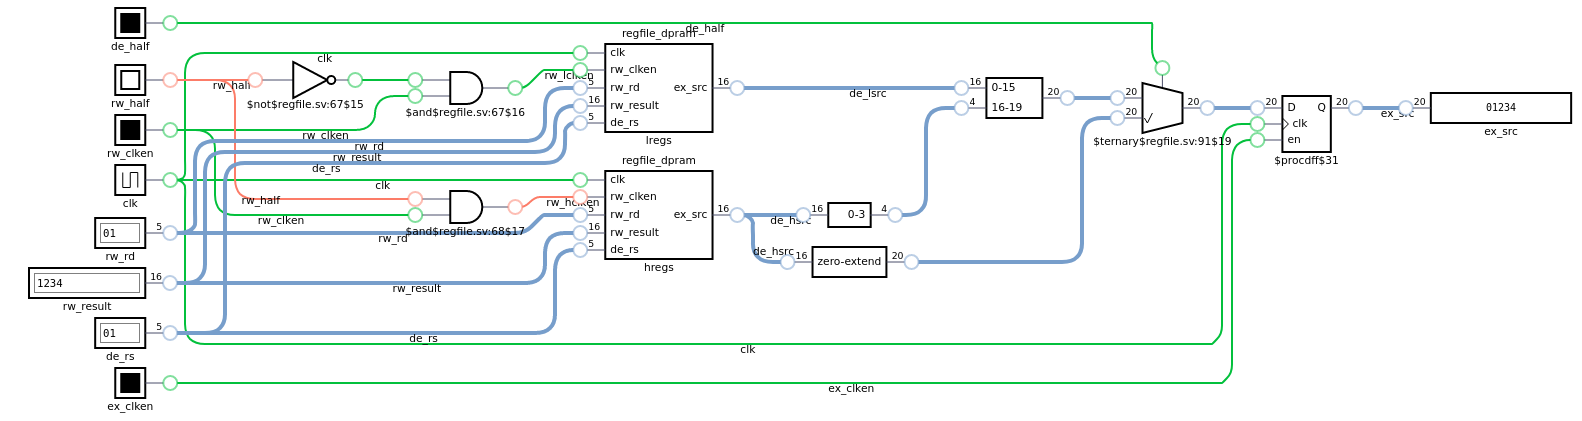 de_half
rw_half
rw_clken
clk
01
5
rw_rd
1234
16
rw_result
01
5
de_rs
ex_clken
de_half
clk
rw_half
$not$regfile.sv:67$15
$and$regfile.sv:67$16
rw_clken
rw_rd
rw_result
de_rs
clk
rw_half
rw_clken
$and$regfile.sv:68$17
rw_rd
rw_result
de_rs
regfile_dpram
rw_lclken
5
16
5
clk
rw_clken
rw_rd
rw_result
de_rs
ex_src
16
lregs
regfile_dpram
rw_hclken
5
16
5
clk
rw_clken
rw_rd
rw_result
de_rs
ex_src
16
hregs
de_lsrc
de_hsrc
16
0-3
4
de_hsrc
16
zero-extend
20
16
4
0-15
16-19
20
20
20
20
$ternary$regfile.sv:91$19
20
D
Q
clk
en
20
$procdff$31
ex_src
20
01234
ex_src
clk
ex_clken